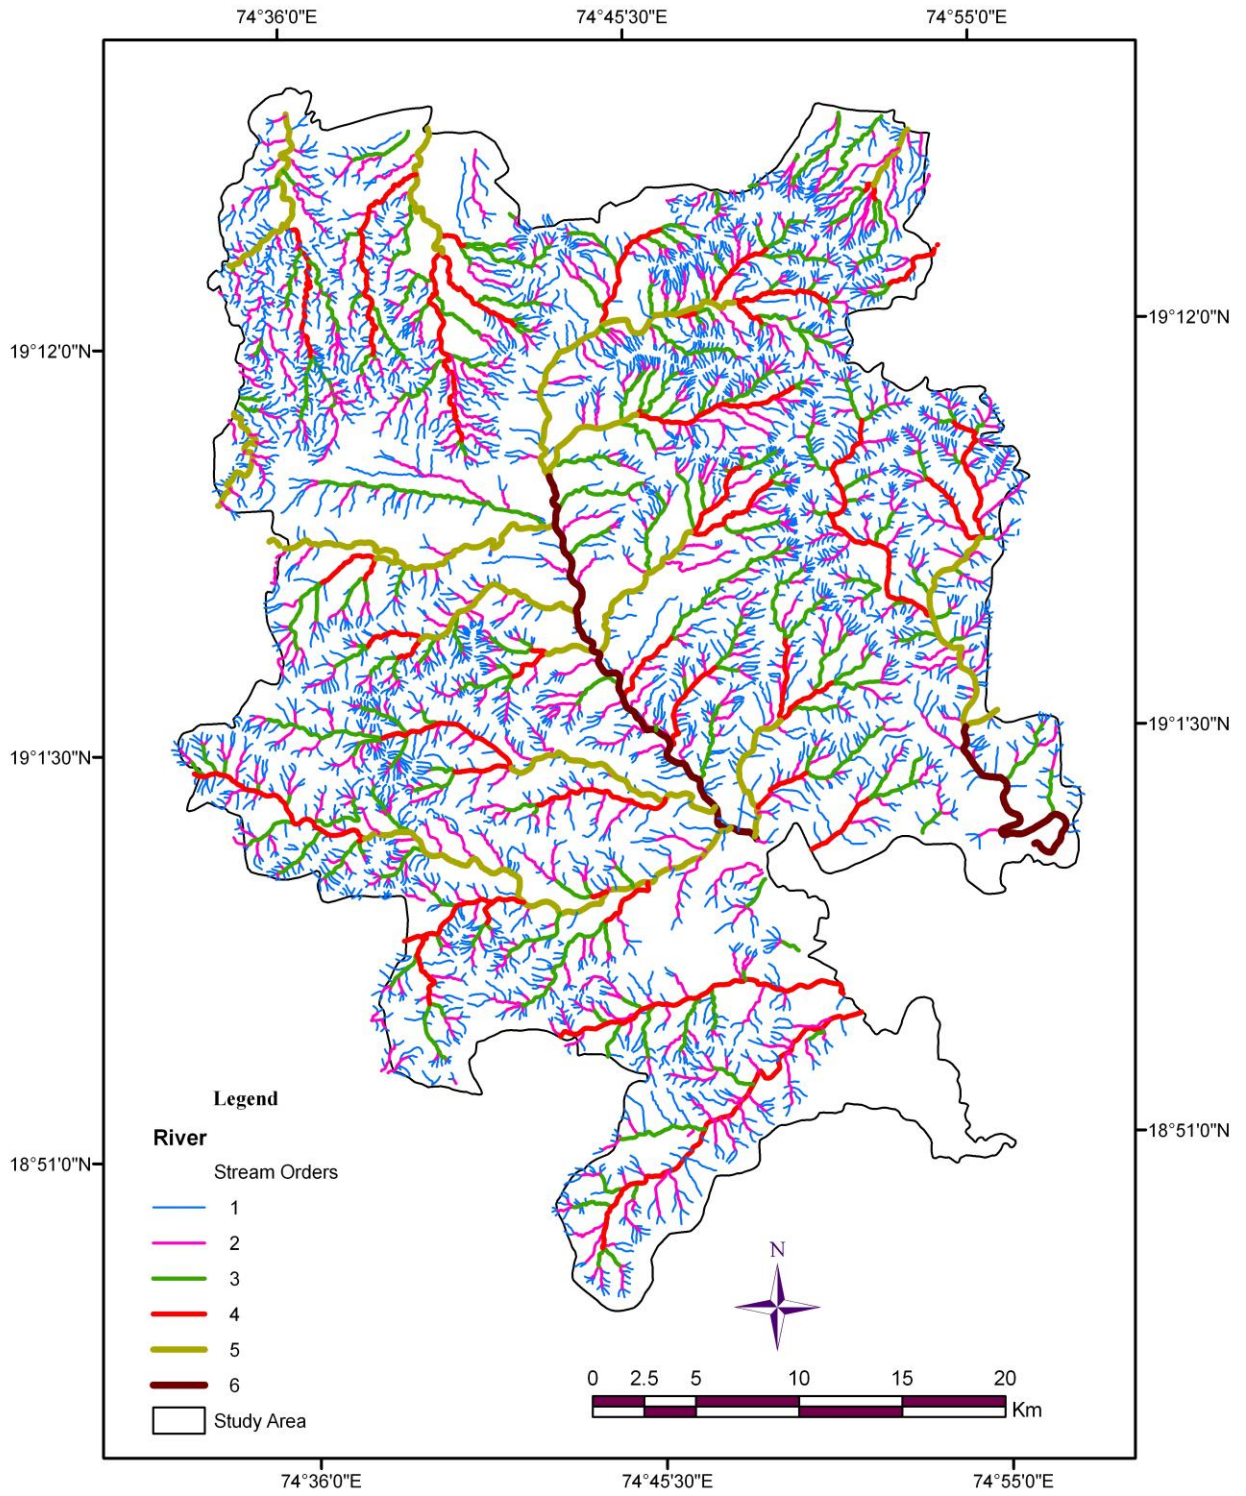 74°36'0"E 74°45'30"E 74°55'0"E
19°12'0"N 19°12'0"N
19°1'30"N 19°1'30"N
18°51'0"N 18°51'0"N
Legend
River
Stream Orders
1
2
3
4
5
6
Study Area
N
0 2.5 5 10 15 20
Km
74°36'0"E 74°45'30"E 74°55'0"E